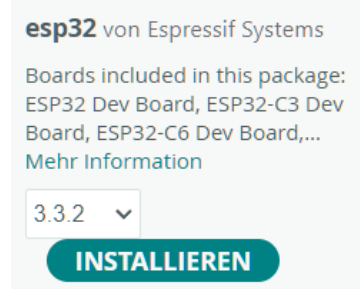 esp32 von Espressif Systems
Boards included in this package:
ESP32 Dev Board, ESP32-C3 Dev
Board, ESP32-C6 Dev Board,...
Mehr Information
3.3.2
INSTALLIEREN